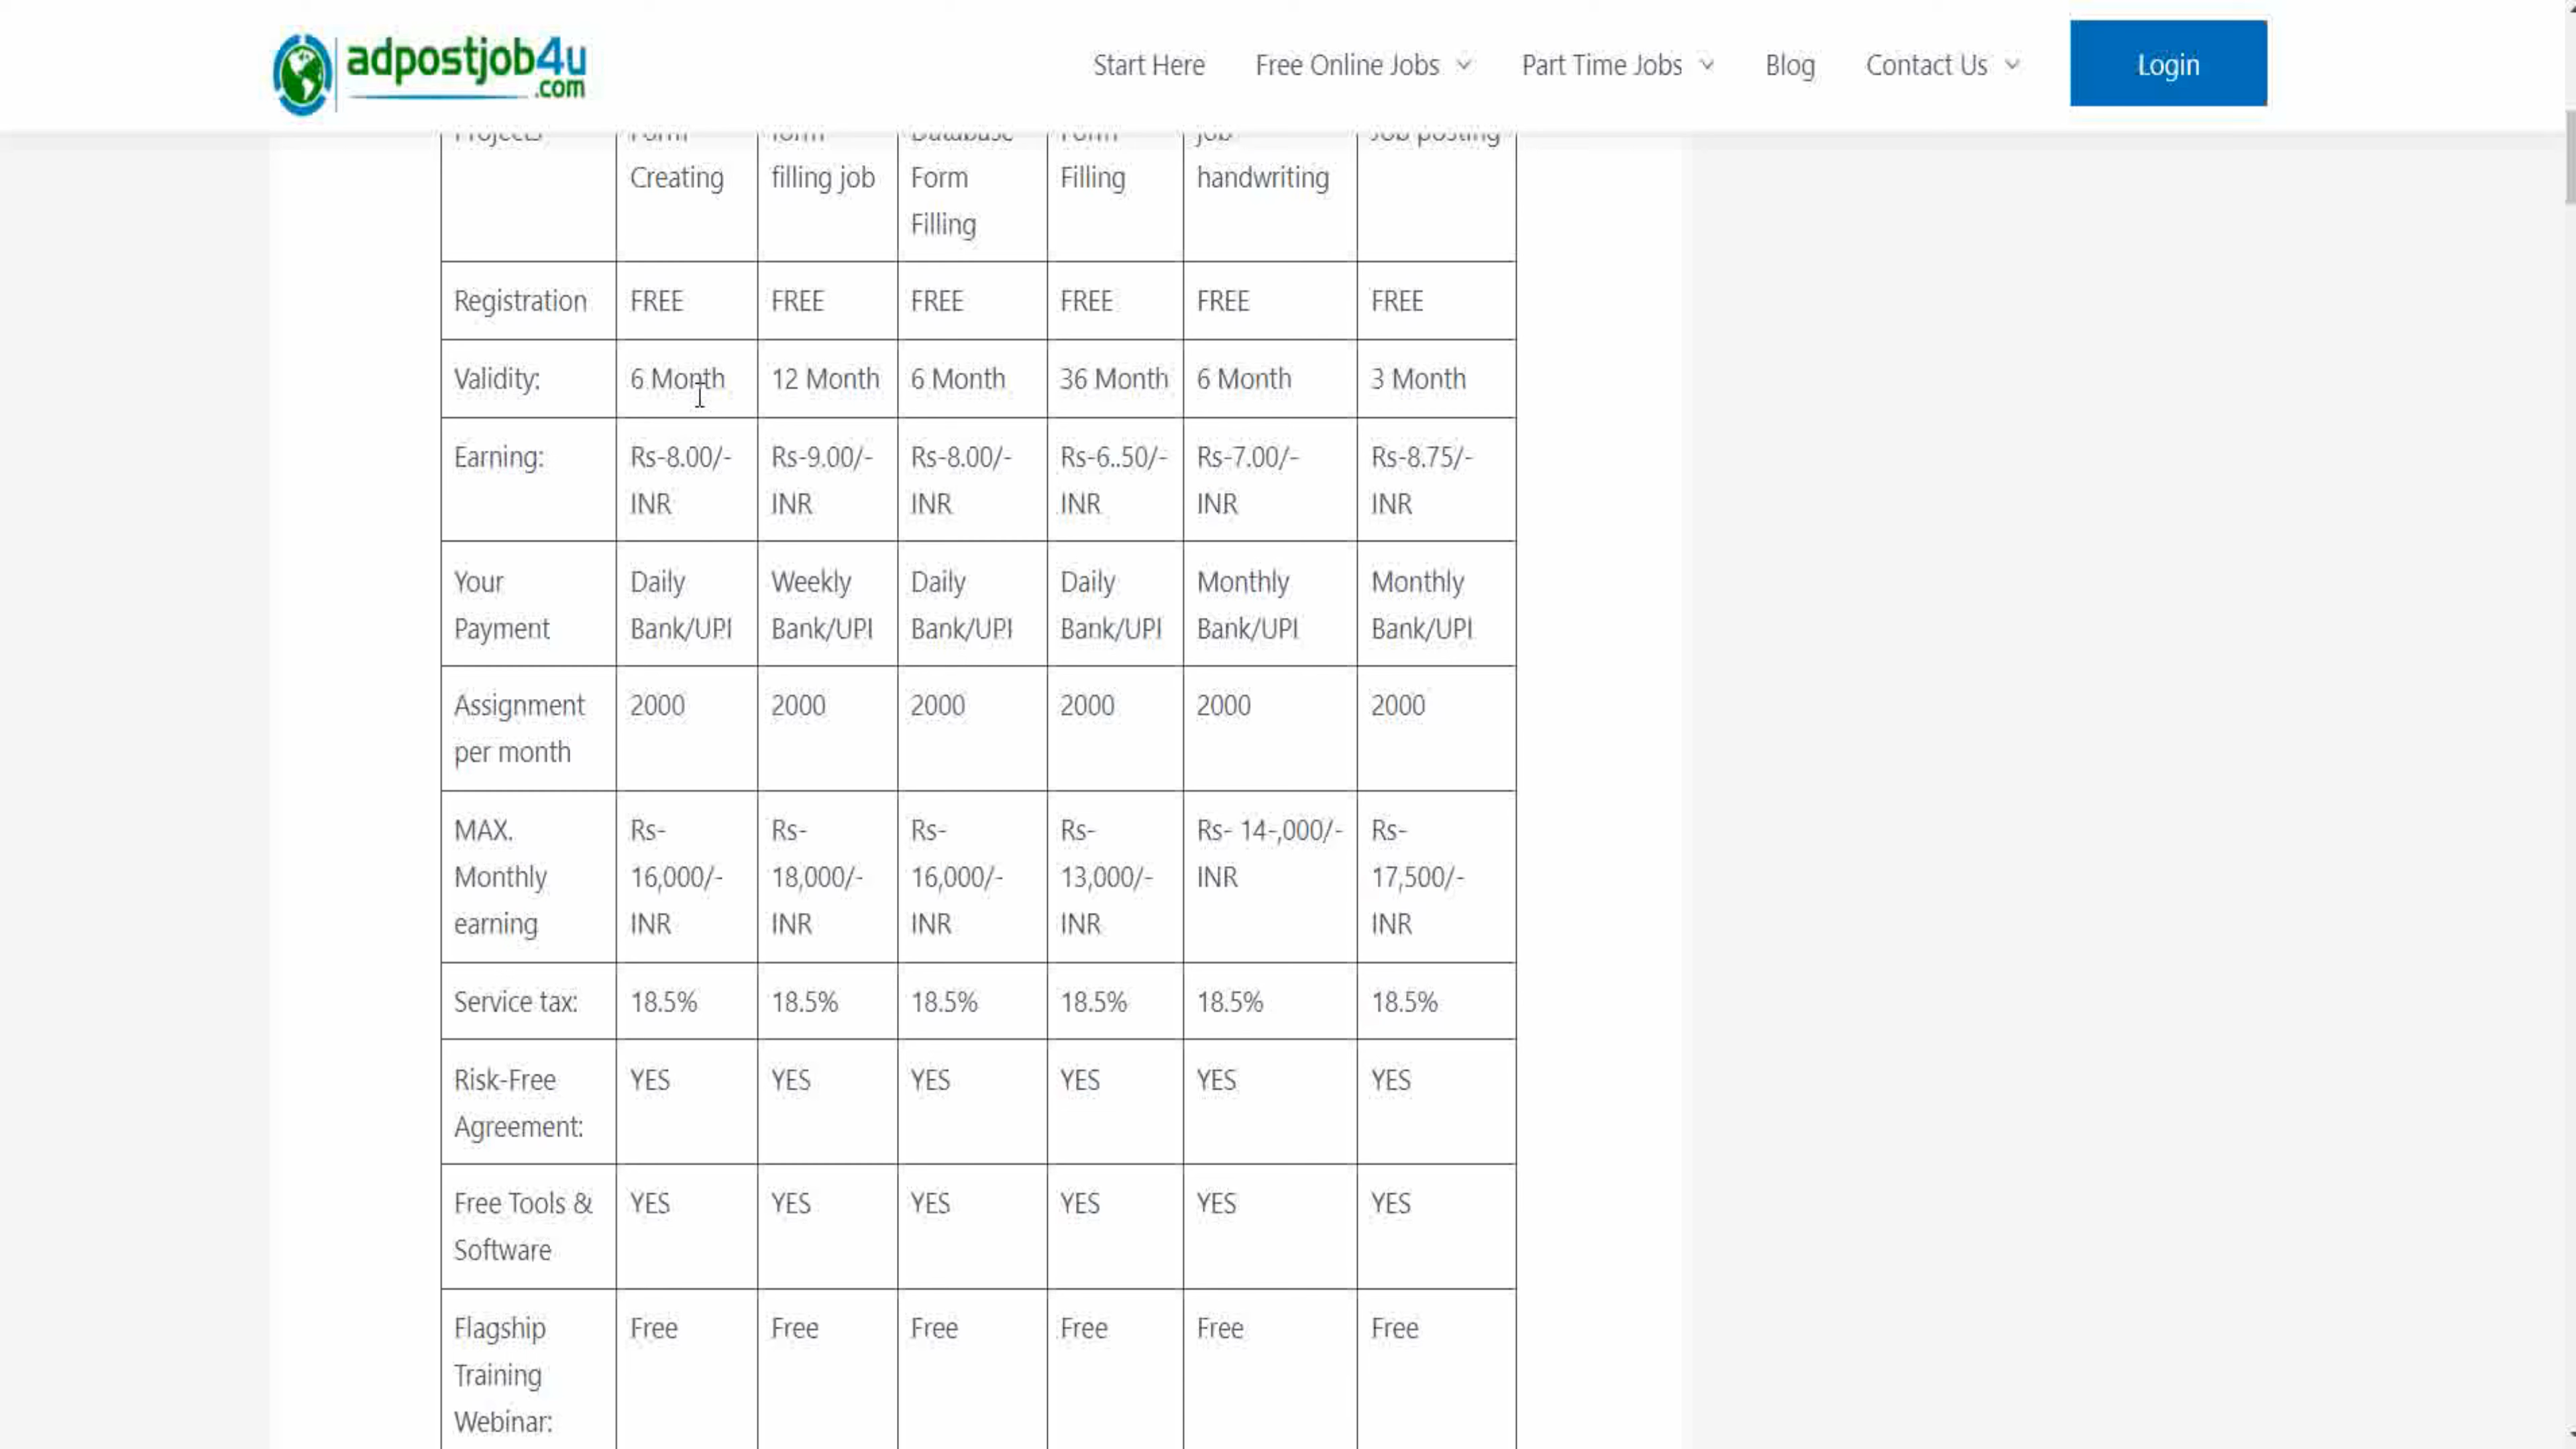 adpostjob4u
.com
Start Here Free Online Jobs Part Time Jobs Blog Contact Us Login
Projects Form form Database Form job Job posting
Creating filling job Form Filling handwriting
Filling
Registration FREE FREE FREE FREE FREE FREE
Validity: 6 Month 12 Month 6 Month 36 Month 6 Month 3 Month
Earning: Rs-8.00/- Rs-9.00/- Rs-8.00/- Rs-6..50/- Rs-7.00/- Rs-8.75/-
INR INR INR INR INR INR
Your Daily Weekly Daily Daily Monthly Monthly
Payment Bank/UPI Bank/UPI Bank/UPI Bank/UPI Bank/UPI Bank/UPI
Assignment 2000 2000 2000 2000 2000 2000
per month
MAX. Rs- Rs- Rs- Rs- Rs- 14-,000/- Rs-
Monthly 16,000/- 18,000/- 16,000/- 13,000/- INR 17,500/-
earning INR INR INR INR INR
Service tax: 18.5% 18.5% 18.5% 18.5% 18.5% 18.5%
Risk-Free YES YES YES YES YES YES
Agreement:
Free Tools & YES YES YES YES YES YES
Software
Flagship Free Free Free Free Free Free
Training
Webinar: